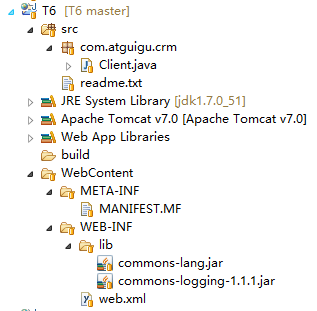 T6 [T6 master]
src
com.atguigu.crm
Client.java
readme.txt
JRE System Library [jdk1.7.0_51]
Apache Tomcat v7.0 [Apache Tomcat v7.0]
Web App Libraries
build
WebContent
META-INF
MANIFEST.MF
WEB-INF
lib
commons-lang.jar
commons-logging-1.1.1.jar
web.xml